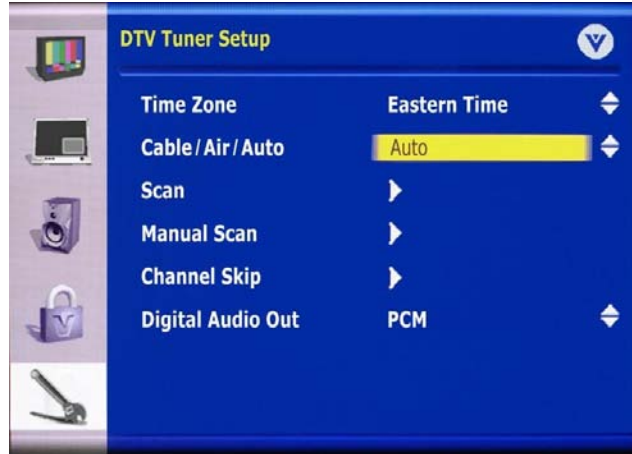 DTV Tuner Setup
V
Time Zone Eastern Time
Cable/Air/Auto Auto
Scan
Manual Scan
Channel Skip
Digital Audio Out PCM
V